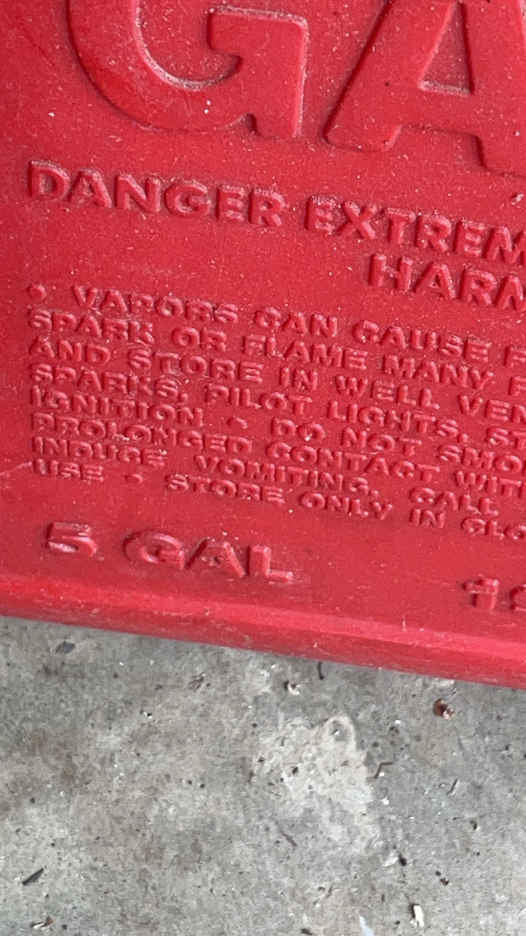 GA
DANGER EXTREM
HARM
• VAPORS CAN CAUSE F
SPARK OR FLAME MANY F
AND STORE IN WELL VEN
SPARKS, PILOT LIGHTS, ST
IGNITION • DO NOT SMO
PROLONGED CONTACT WIT
INDUCE VOMITING, CALL
USE • STORE ONLY IN CLO
5 GAL